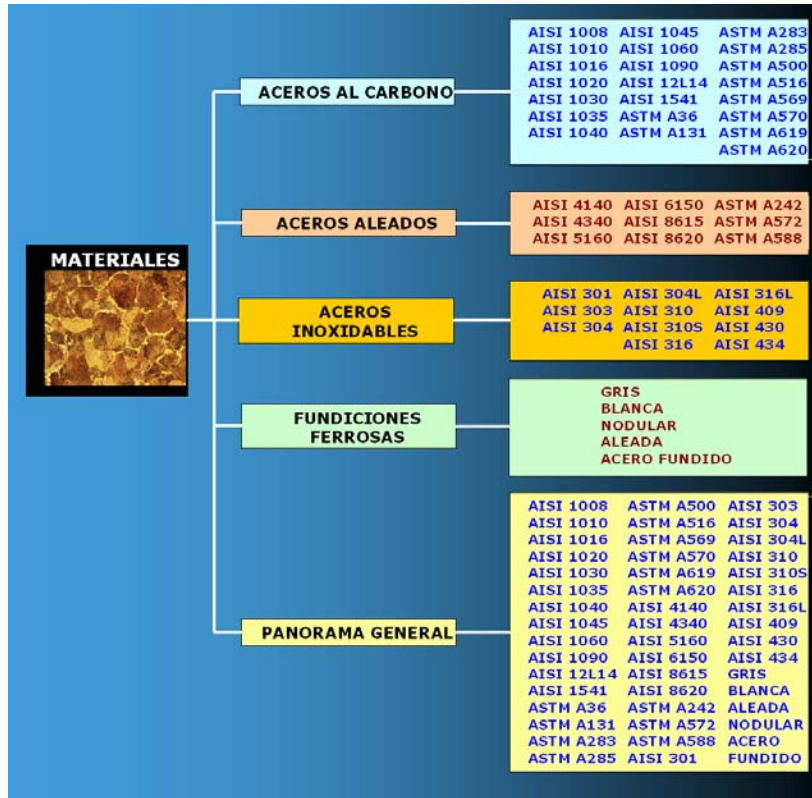 MATERIALES
ACEROS AL CARBONO
AISI 1008 AISI 1045 ASTM A283
AISI 1010 AISI 1060 ASTM A285
AISI 1016 AISI 1090 ASTM A500
AISI 1020 AISI 12L14 ASTM A516
AISI 1030 AISI 1541 ASTM A569
AISI 1035 ASTM A36 ASTM A570
AISI 1040 ASTM A131 ASTM A619
ASTM A620
ACEROS ALEADOS
AISI 4140 AISI 6150 ASTM A242
AISI 4340 AISI 8615 ASTM A572
AISI 5160 AISI 8620 ASTM A588
ACEROS
INOXIDABLES
AISI 301 AISI 304L AISI 316L
AISI 303 AISI 310 AISI 409
AISI 304 AISI 310S AISI 430
AISI 316 AISI 434
FUNDICIONES
FERROSAS
GRIS
BLANCA
NODULAR
ALEADA
ACERO FUNDIDO
PANORAMA GENERAL
AISI 1008 ASTM A500 AISI 303
AISI 1010 ASTM A516 AISI 304
AISI 1016 ASTM A569 AISI 304L
AISI 1020 ASTM A570 AISI 310
AISI 1030 ASTM A619 AISI 310S
AISI 1035 ASTM A620 AISI 316
AISI 1040 AISI 4140 AISI 316L
AISI 1045 AISI 4340 AISI 409
AISI 1060 AISI 5160 AISI 430
AISI 1090 AISI 6150 AISI 434
AISI 12L14 AISI 8615 GRIS
AISI 1541 AISI 8620 BLANCA
ASTM A36 ASTM A242 ALEADA
ASTM A131 ASTM A572 NODULAR
ASTM A283 ASTM A588 ACERO
ASTM A285 AISI 301 FUNDIDO